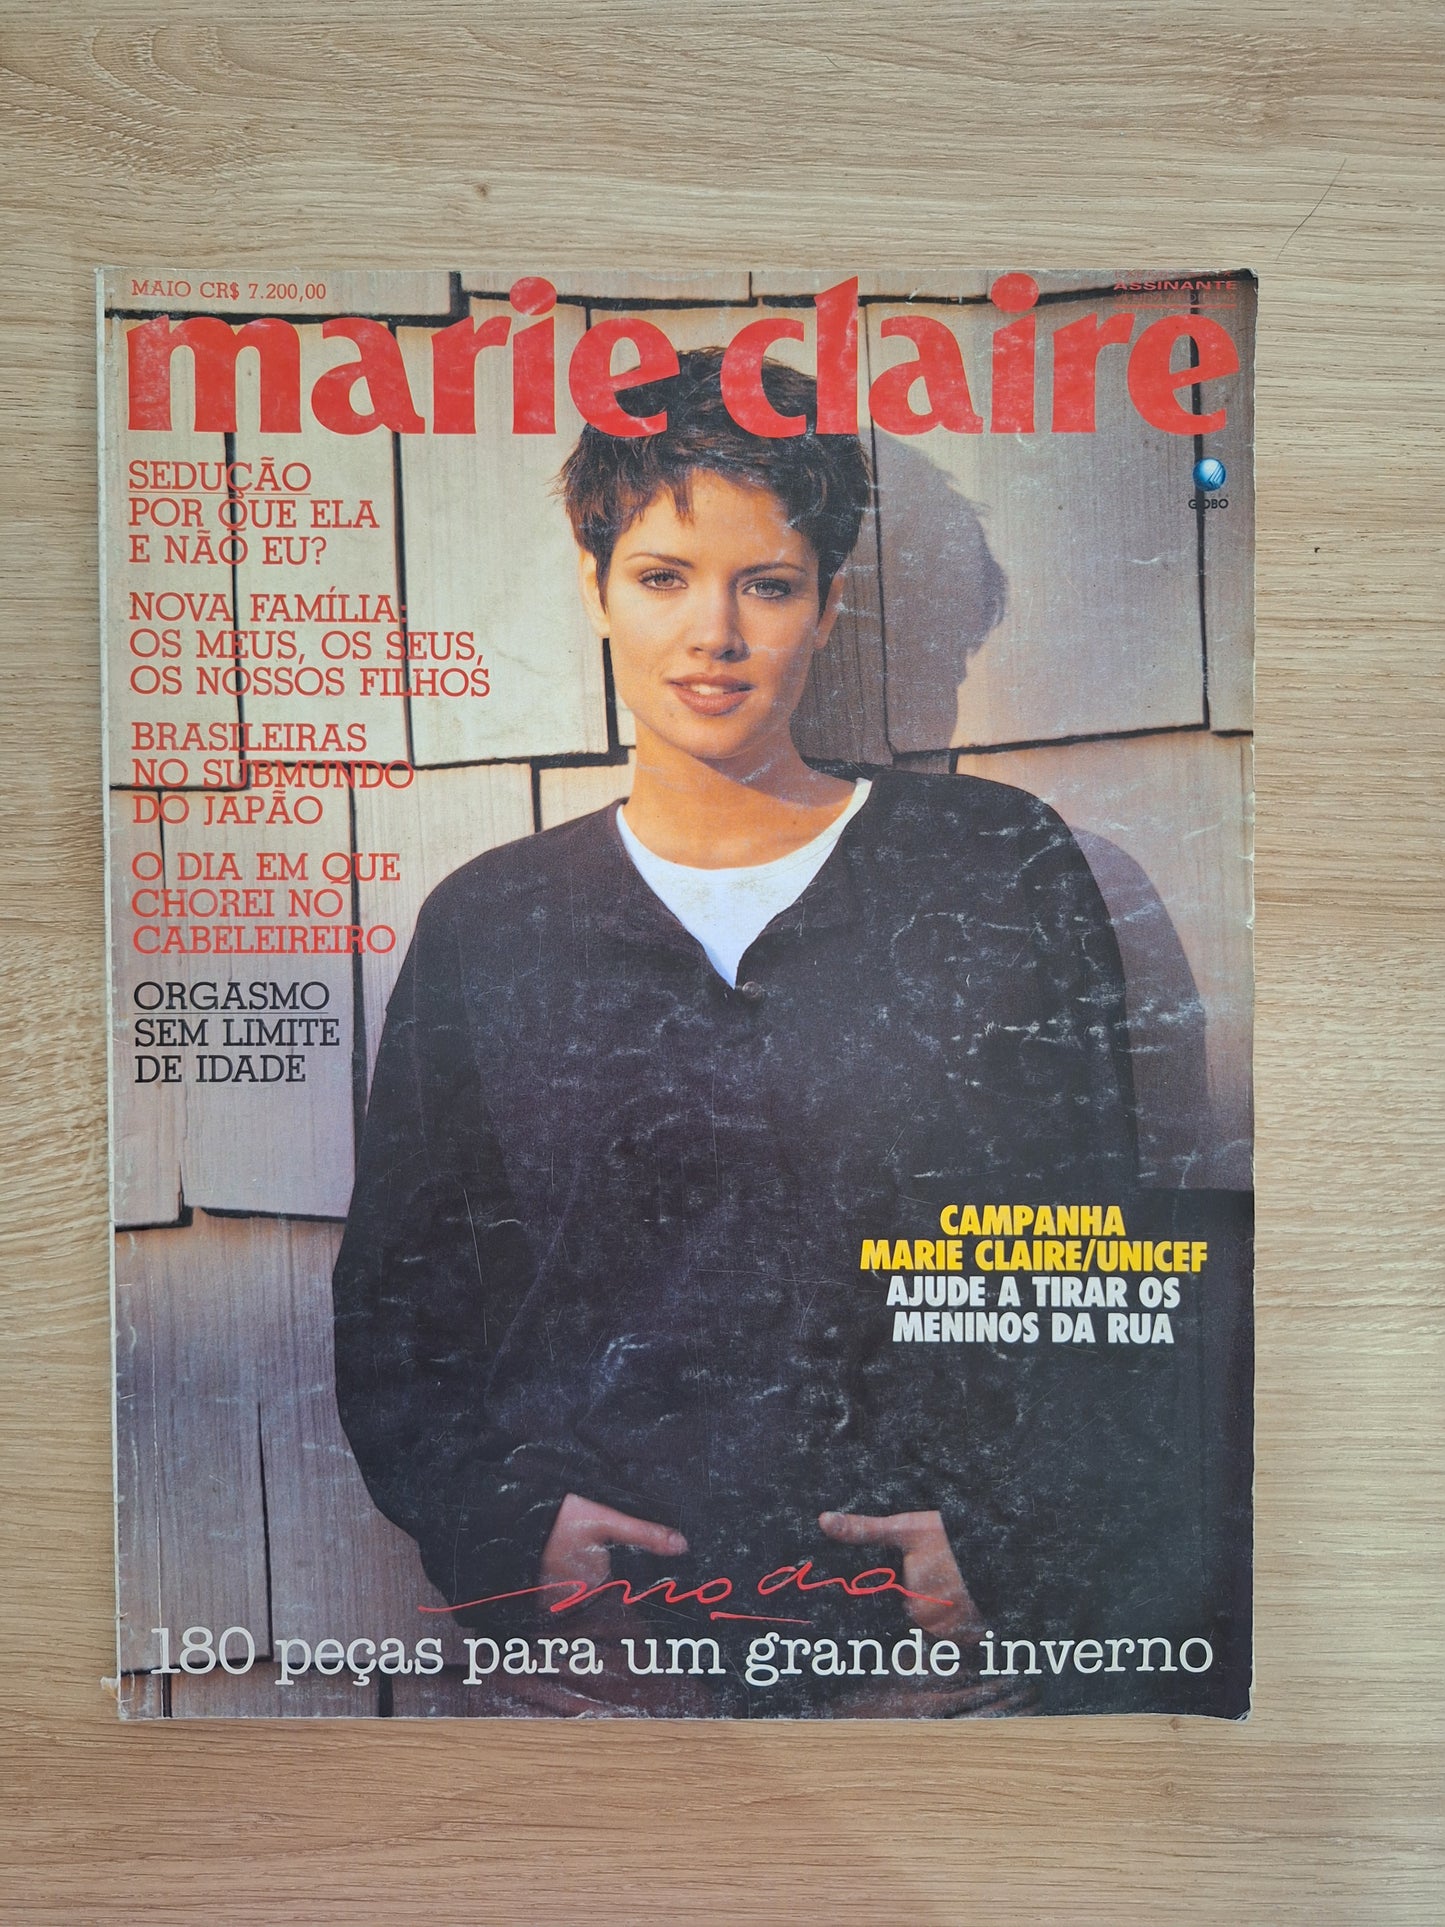 MAIO CR$ 7.200,00
ASSINANTE
marie claire
GLOBO
SEDUÇÃO
POR QUE ELA
E NÃO EU?
NOVA FAMÍLIA:
OS MEUS, OS SEUS,
OS NOSSOS FILHOS
BRASILEIRAS
NO SUBMUNDO
DO JAPÃO
O DIA EM QUE
CHOREI NO
CABELEIREIRO
ORGASMO
SEM LIMITE
DE IDADE
CAMPANHA
MARIE CLAIRE/UNICEF
AJUDE A TIRAR OS
MENINOS DA RUA
moda
180 peças para um grande inverno